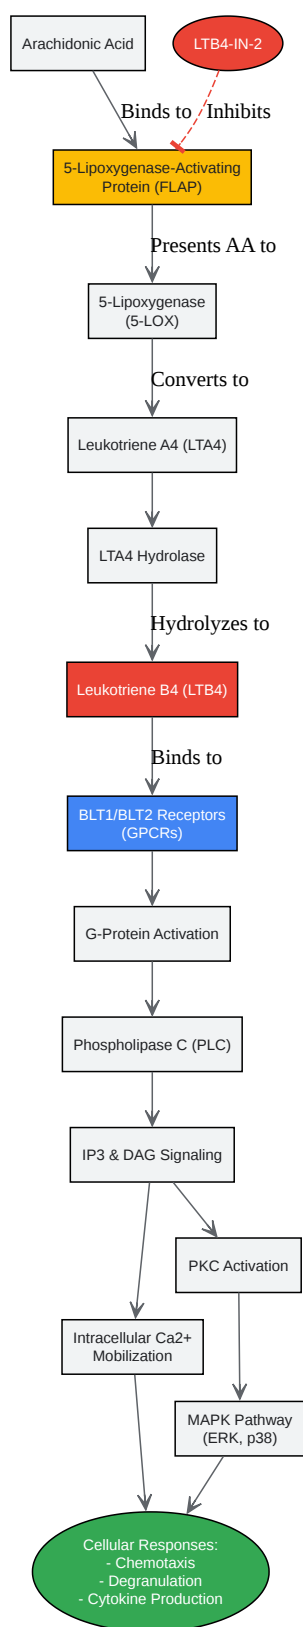 Arachidonic Acid
LTB4-IN-2
Binds to
Inhibits
5-Lipoxygenase-Activating
Protein (FLAP)
Presents AA to
5-Lipoxygenase
(5-LOX)
Converts to
Leukotriene A4 (LTA4)
LTA4 Hydrolase
Hydrolyzes to
Leukotriene B4 (LTB4)
Binds to
BLT1/BLT2 Receptors
(GPCRs)
G-Protein Activation
Phospholipase C (PLC)
IP3 & DAG Signaling
PKC Activation
Intracellular Ca2+
Mobilization
MAPK Pathway
(ERK, p38)
Cellular Responses:
- Chemotaxis
- Degranulation
- Cytokine Production